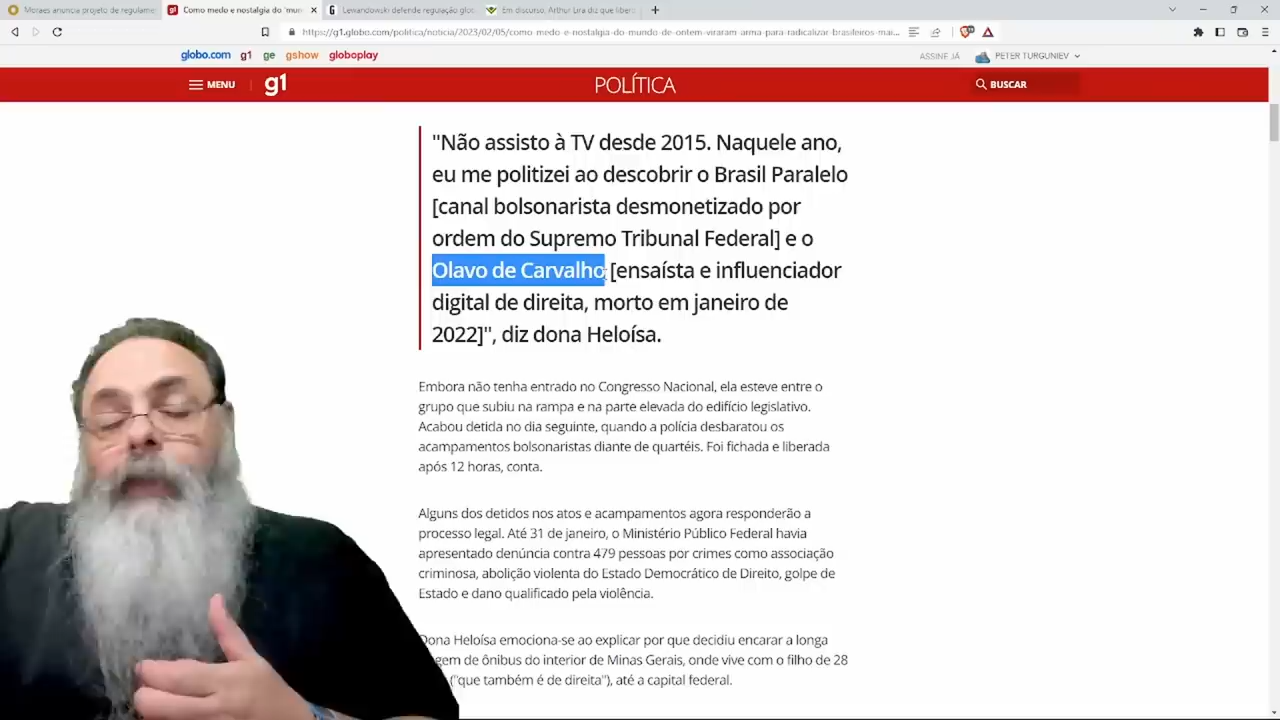 Moraes anuncia projeto de regulame
Como medo e nostalgia do "mun
Lewandowski defende regulação glo
Em discurso, Arthur Lira diz que liber
https://g1.globo.com/politica/noticia/2023/02/05/como-medo-e-nostalgia-do-mundo-de-ontem-viraram-arma-para-radicalizar-brasileiros-mai...
globo.com g1 ge gshow globoplay
ASSINE JÁ PETER TURGUNIEV
MENU g1 POLÍTICA BUSCAR
"Não assisto à TV desde 2015. Naquele ano,
eu me politizei ao descobrir o Brasil Paralelo
[canal bolsonarista desmonetizado por
ordem do Supremo Tribunal Federal] e o
Olavo de Carvalho [ensaísta e influenciador
digital de direita, morto em janeiro de
2022]", diz dona Heloísa.
Embora não tenha entrado no Congresso Nacional, ela esteve entre o
grupo que subiu na rampa e na parte elevada do edifício legislativo.
Acabou detida no dia seguinte, quando a polícia desbaratou os
acampamentos bolsonaristas diante de quartéis. Foi fichada e liberada
após 12 horas, conta.
Alguns dos detidos nos atos e acampamentos agora responderão a
processo legal. Até 31 de janeiro, o Ministério Público Federal havia
apresentado denúncia contra 479 pessoas por crimes como associação
criminosa, abolição violenta do Estado Democrático de Direito, golpe de
Estado e dano qualificado pela violência.
Dona Heloísa emociona-se ao explicar por que decidiu encarar a longa
gem de ônibus do interior de Minas Gerais, onde vive com o filho de 28
("que também é de direita"), até a capital federal.